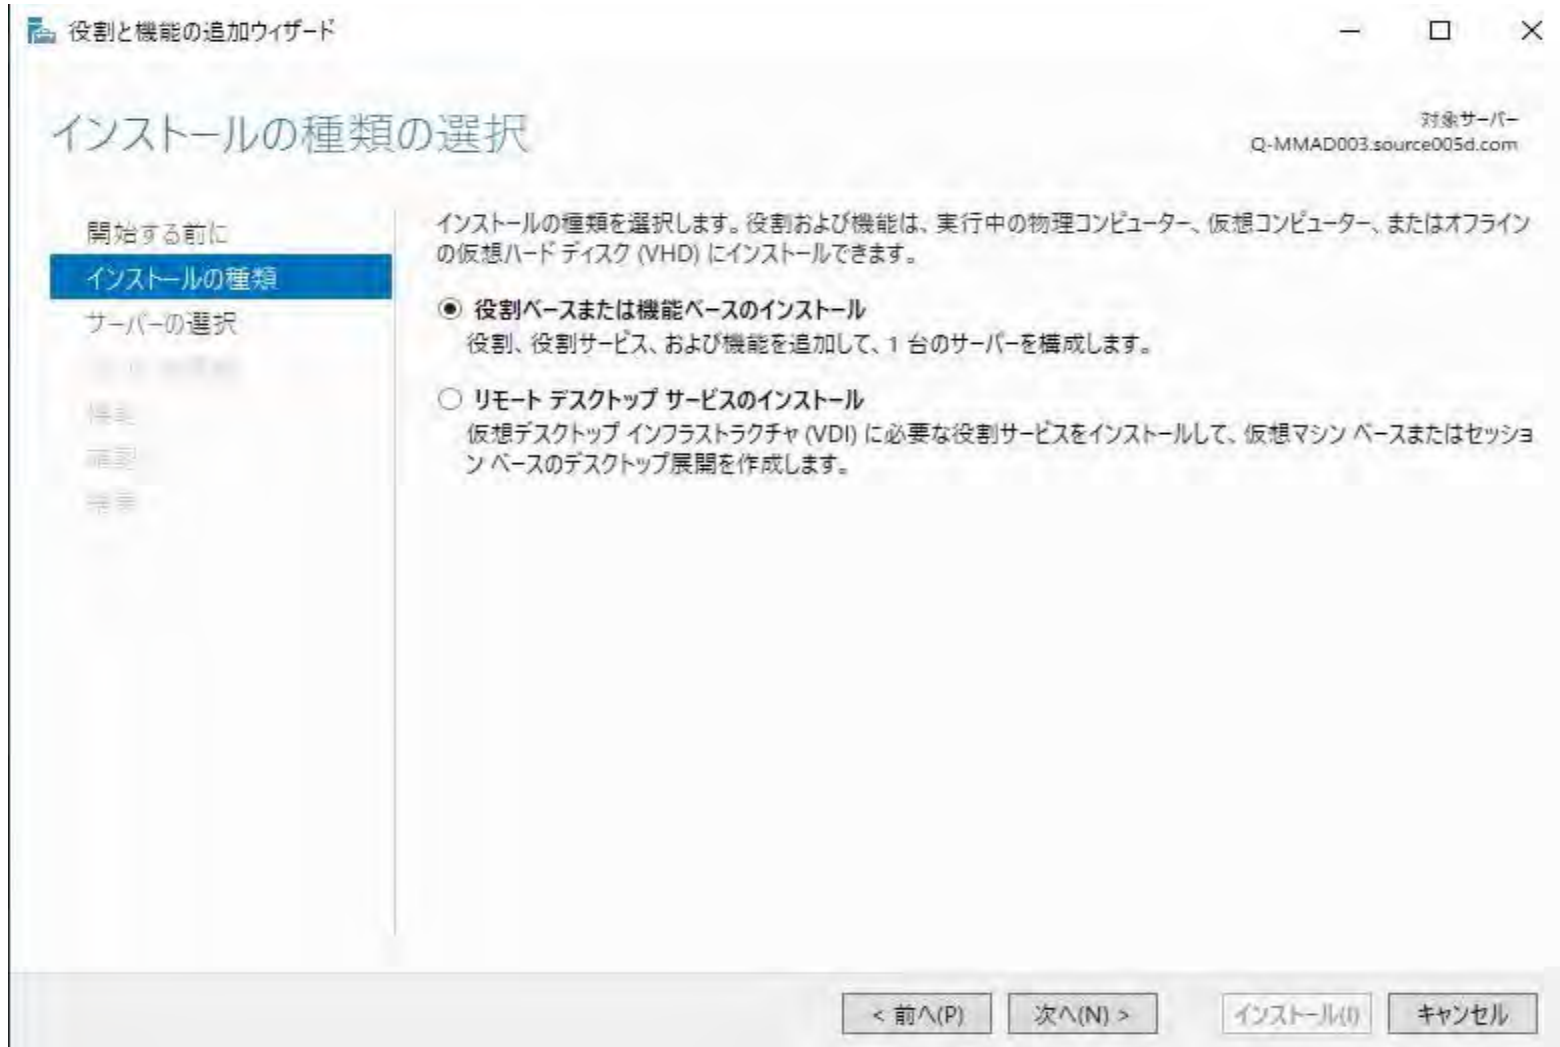 役割と機能の追加ウィザード
インストールの種類の選択
対象サーバー
Q-MMAD003.source005d.com
開始する前に
インストールの種類
サーバーの選択
機能
確認
結果
インストールの種類を選択します。役割および機能は、実行中の物理コンピューター、仮想コンピューター、またはオフライン
の仮想ハード ディスク (VHD) にインストールできます。
役割ベースまたは機能ベースのインストール
役割、役割サービス、および機能を追加して、1 台のサーバーを構成します。
リモート デスクトップ サービスのインストール
仮想デスクトップ インフラストラクチャ (VDI) に必要な役割サービスをインストールして、仮想マシン ベースまたはセッショ
ン ベースのデスクトップ展開を作成します。
< 前へ(P)
次へ(N) >
インストール(I)
キャンセル